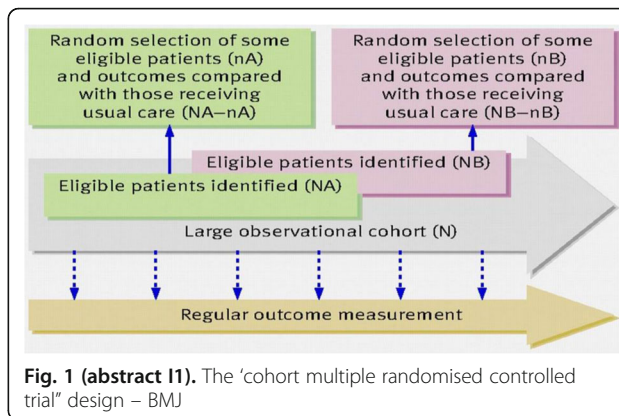 Random selection of some
eligible patients (nA)
and outcomes compared
with those receiving
usual care (NA–nA)
Random selection of some
eligible patients (nB)
and outcomes compared
with those receiving
usual care (NB–nB)
Eligible patients identified (NB)
Eligible patients identified (NA)
Large observational cohort (N)
Regular outcome measurement
Fig. 1 (abstract I1). The ‘cohort multiple randomised controlled
trial” design – BMJ